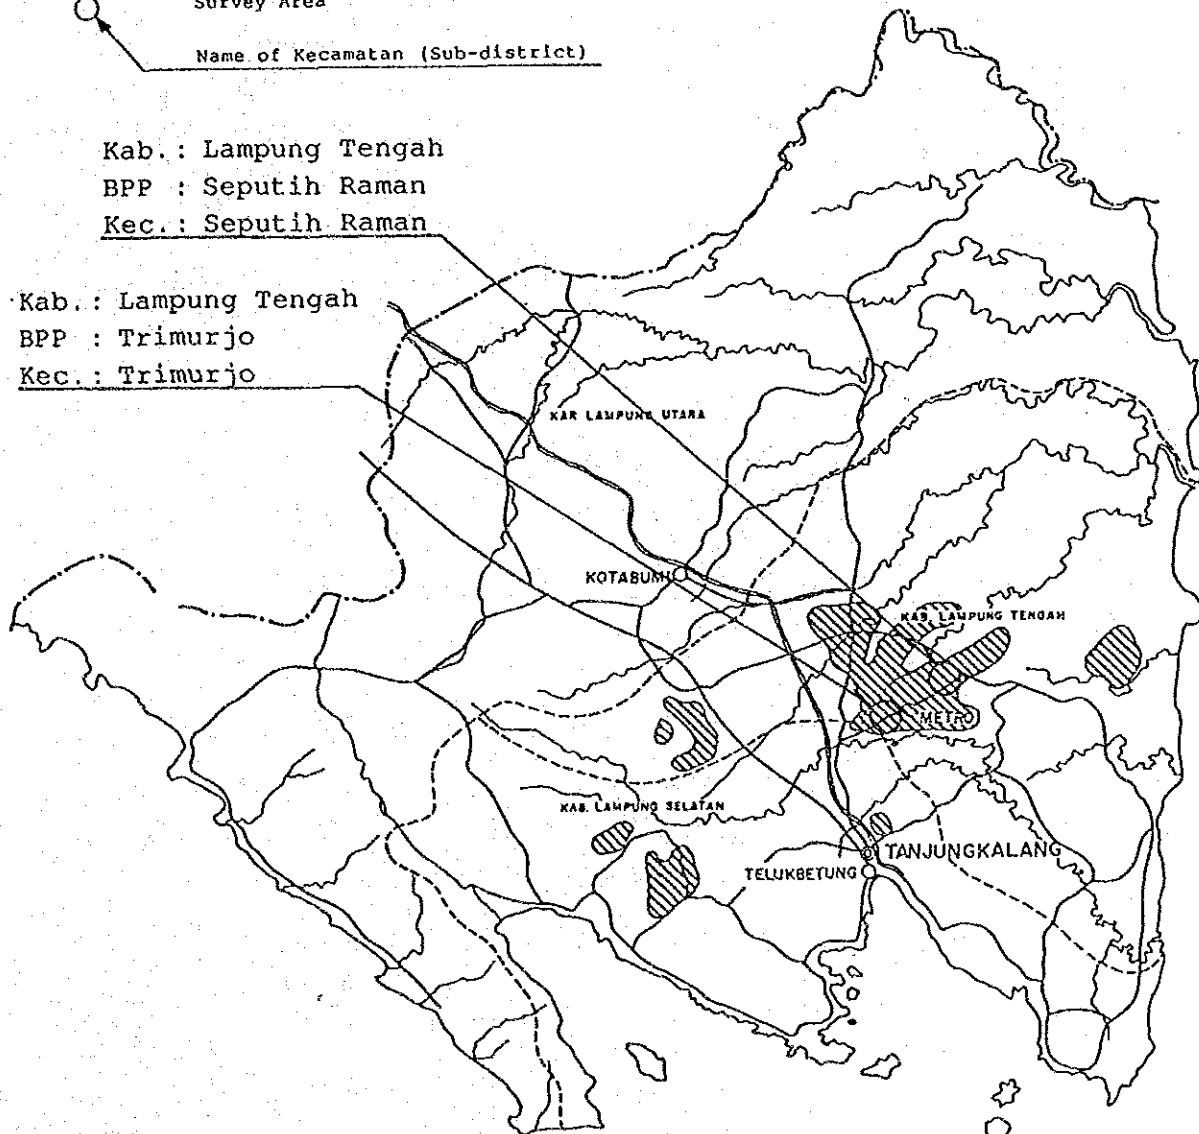 Survey Area
Name of Kecamatan (Sub-district)
Kab.: Lampung Tengah
BPP : Seputih Raman
Kec.: Seputih Raman
Kab.: Lampung Tengah
BPP : Trimurjo
Kec.: Trimurjo
KAB LAMPUNG UTARA
KOTABUMI
KAB. LAMPUNG TENGAH
METRO
KAB. LAMPUNG SELATAN
TANJUNGKALANG
TELUKBETUNG